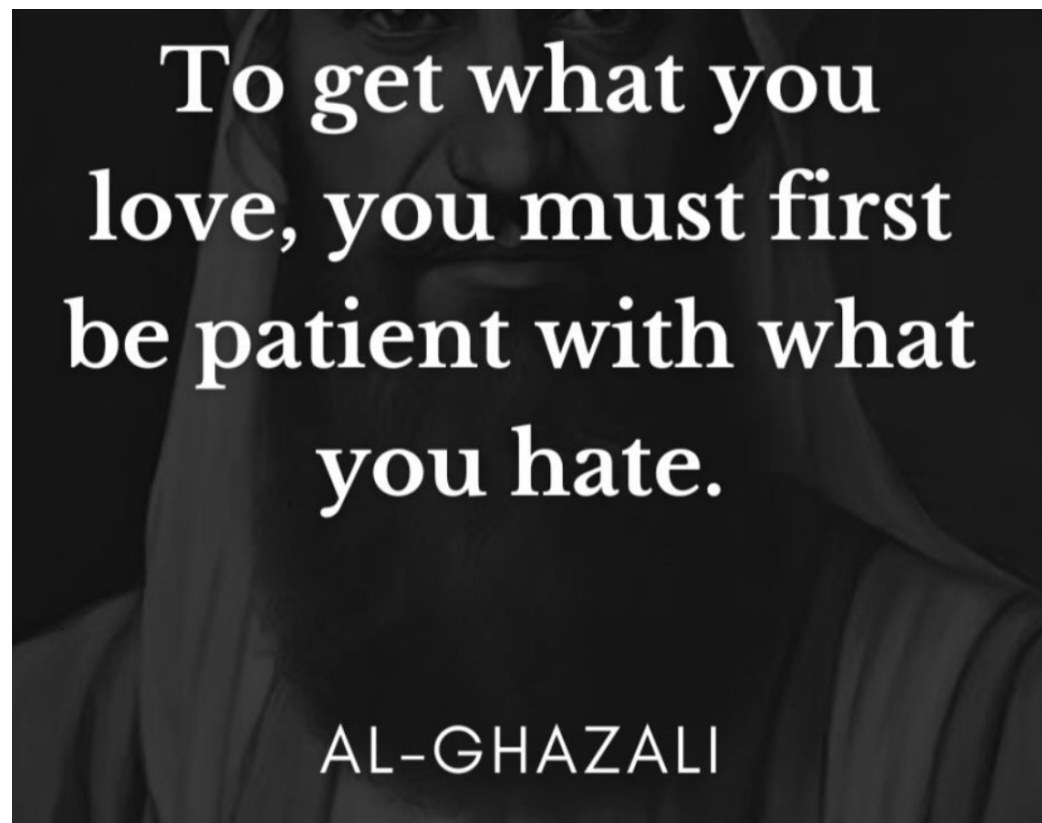 To get what you
love, you must first
be patient with what
you hate.
AL-GHAZALI